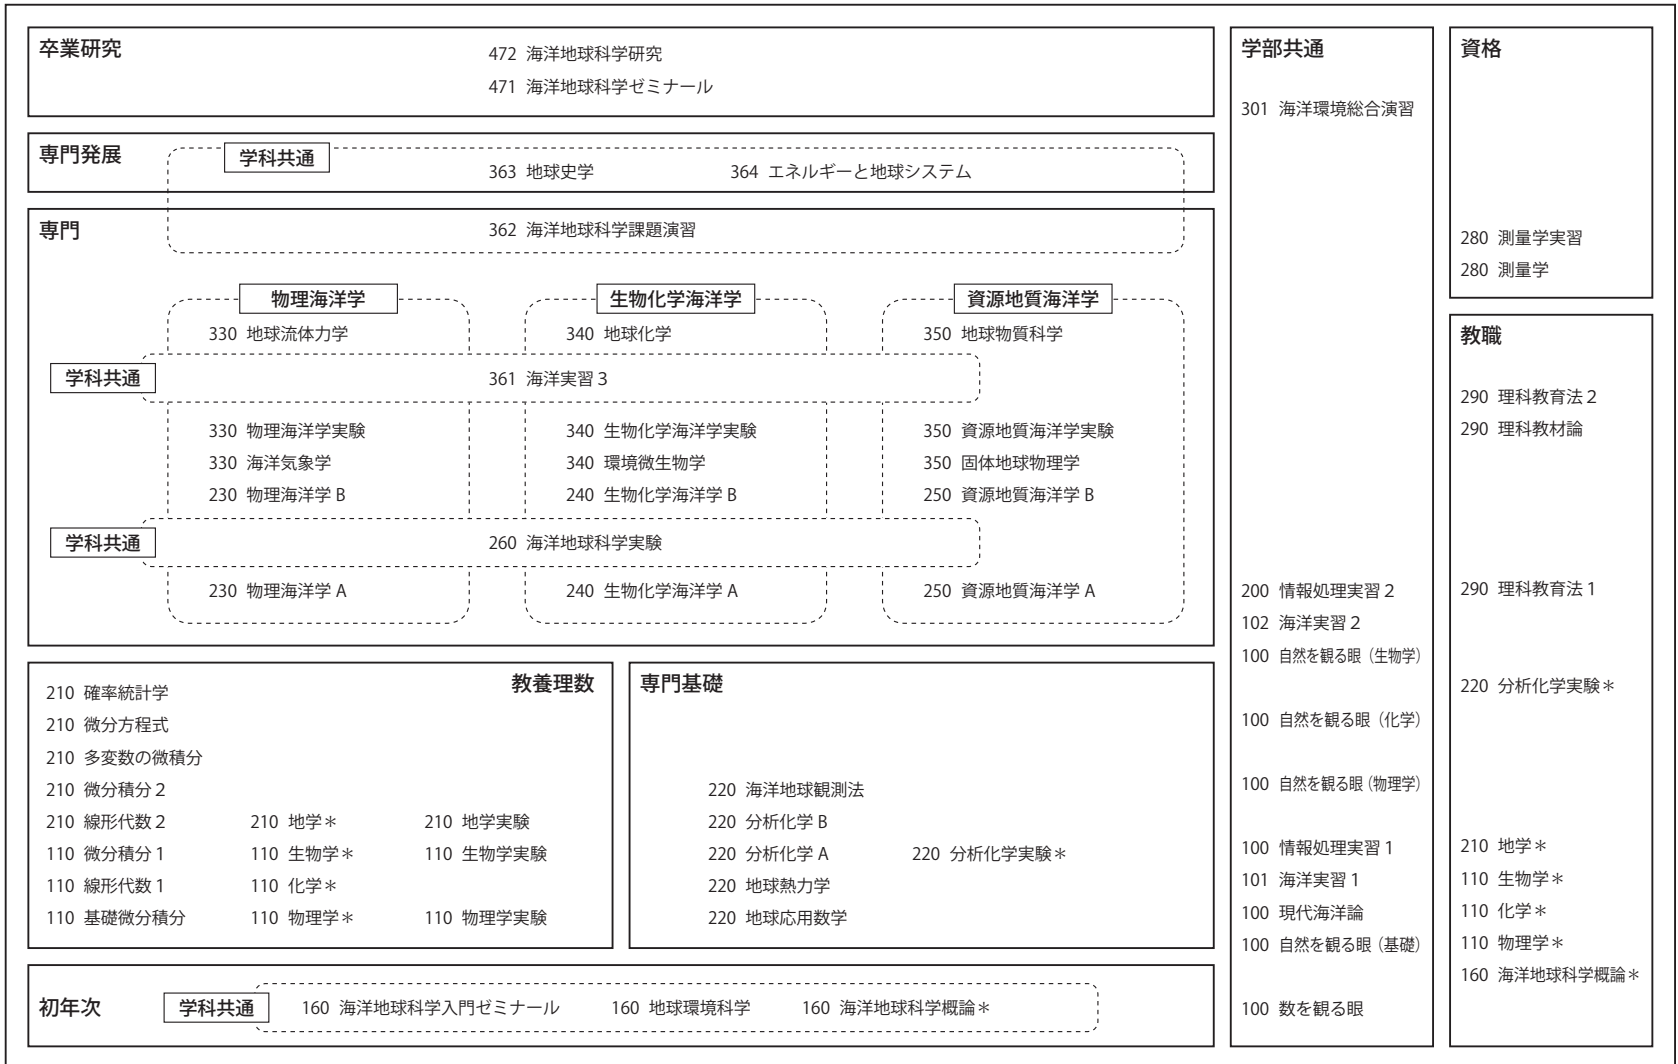 卒業研究
472 海洋地球科学研究
471 海洋地球科学ゼミナール
専門発展
学科共通
363 地球史学
364 エネルギーと地球システム
専門
362 海洋地球科学課題演習
物理海洋学
生物化学海洋学
資源地質海洋学
330 地球流体力学
340 地球化学
350 地球物質科学
学科共通
361 海洋実習 3
330 物理海洋学実験
340 生物化学海洋学実験
350 資源地質海洋学実験
330 海洋気象学
340 環境微生物学
350 固体地球物理学
230 物理海洋学 B
240 生物化学海洋学 B
250 資源地質海洋学 B
学科共通
260 海洋地球科学実験
230 物理海洋学 A
240 生物化学海洋学 A
250 資源地質海洋学 A
教養理数
210 確率統計学
210 微分方程式
210 多変数の微積分
210 微分積分 2
210 線形代数 2
210 地学＊
210 地学実験
110 微分積分 1
110 生物学＊
110 生物学実験
110 線形代数 1
110 化学＊
110 基礎微分積分
110 物理学＊
110 物理学実験
専門基礎
220 海洋地球観測法
220 分析化学 B
220 分析化学 A
220 分析化学実験＊
220 地球熱力学
220 地球応用数学
初年次
学科共通
160 海洋地球科学入門ゼミナール
160 地球環境科学
160 海洋地球科学概論＊
学部共通
301 海洋環境総合演習
200 情報処理実習 2
102 海洋実習 2
100 自然を観る眼（生物学）
100 自然を観る眼（化学）
100 自然を観る眼（物理学）
100 情報処理実習 1
101 海洋実習 1
100 現代海洋論
100 自然を観る眼（基礎）
100 数を観る眼
資格
280 測量学実習
280 測量学
教職
290 理科教育法 2
290 理科教材論
290 理科教育法 1
220 分析化学実験＊
210 地学＊
110 生物学＊
110 化学＊
110 物理学＊
160 海洋地球科学概論＊